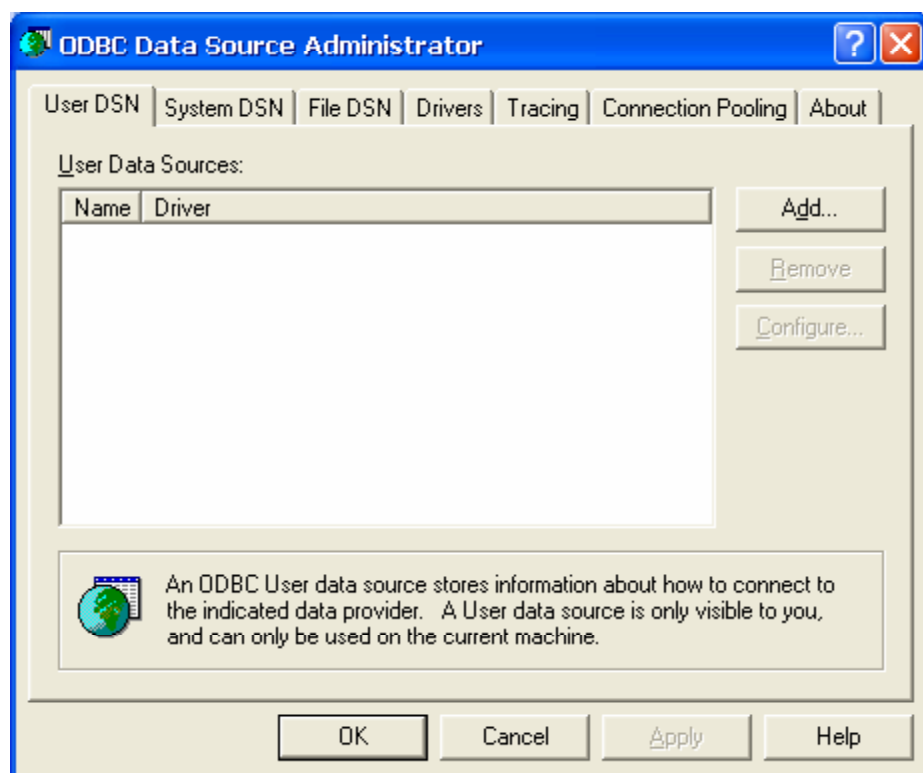 ODBC Data Source Administrator
User DSN System DSN File DSN Drivers Tracing Connection Pooling About
User Data Sources:
Name Driver
Add...
Remove
Configure...
An ODBC User data source stores information about how to connect to
the indicated data provider. A User data source is only visible to you,
and can only be used on the current machine.
OK Cancel Apply Help